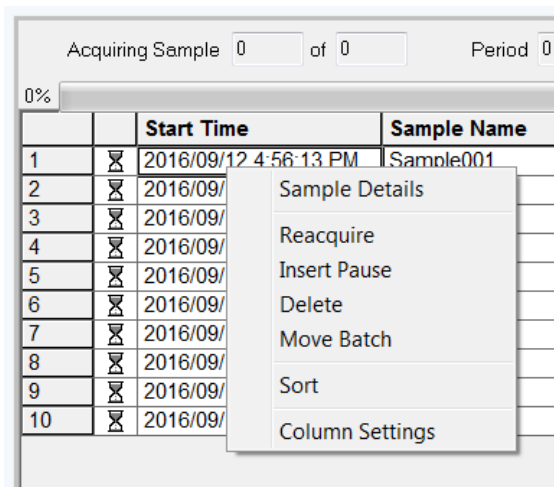 Acquiring Sample 0 of 0 Period 0
0%
Start Time Sample Name
1 2016/09/12 4:56:13 PM Sample001
2 2016/09/
3 2016/09/
4 2016/09/
5 2016/09/
6 2016/09/
7 2016/09/
8 2016/09/
9 2016/09/
10 2016/09/
Sample Details
Reacquire
Insert Pause
Delete
Move Batch
Sort
Column Settings